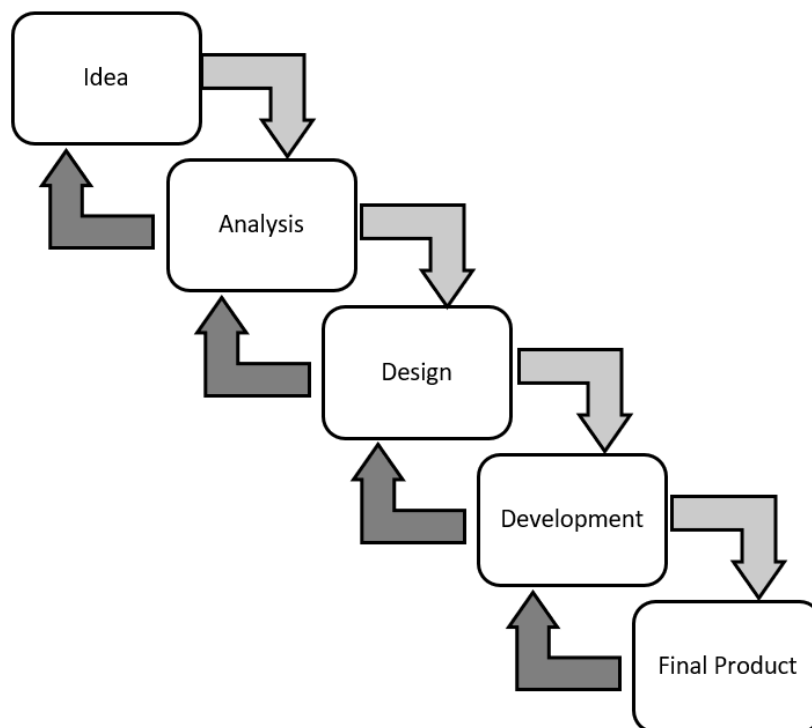 Idea
Analysis
Design
Development
Final Product